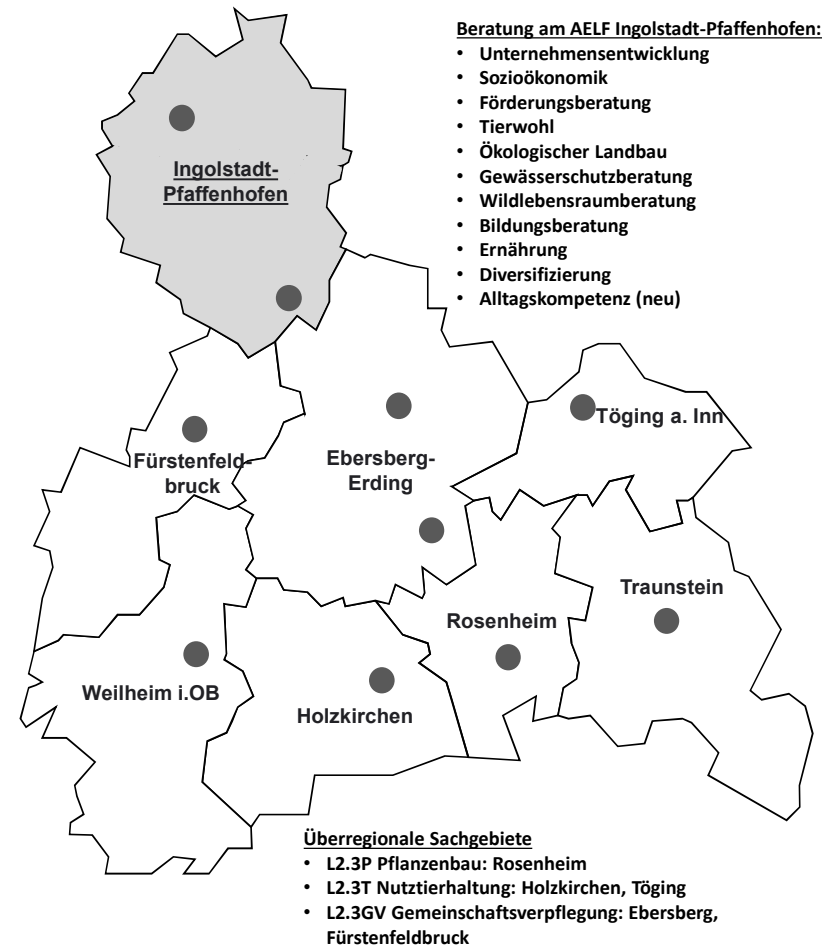 Beratung am AELF Ingolstadt-Pfaffenhofen:
• Unternehmensentwicklung
• Sozioökonomik
• Förderungsberatung
• Tierwohl
• Ökologischer Landbau
• Gewässerschutzberatung
• Wildlebensraumberatung
• Bildungsberatung
• Ernährung
• Diversifizierung
• Alltagskompetenz (neu)
Ingolstadt-
Pfaffenhofen
Töging a. Inn
Fürstenfeld-
bruck
Ebersberg-
Erding
Traunstein
Rosenheim
Weilheim i.OB
Holzkirchen
Überregionale Sachgebiete
• L2.3P Pflanzenbau: Rosenheim
• L2.3T Nutztierhaltung: Holzkirchen, Töging
• L2.3GV Gemeinschaftsverpflegung: Ebersberg,
Fürstenfeldbruck